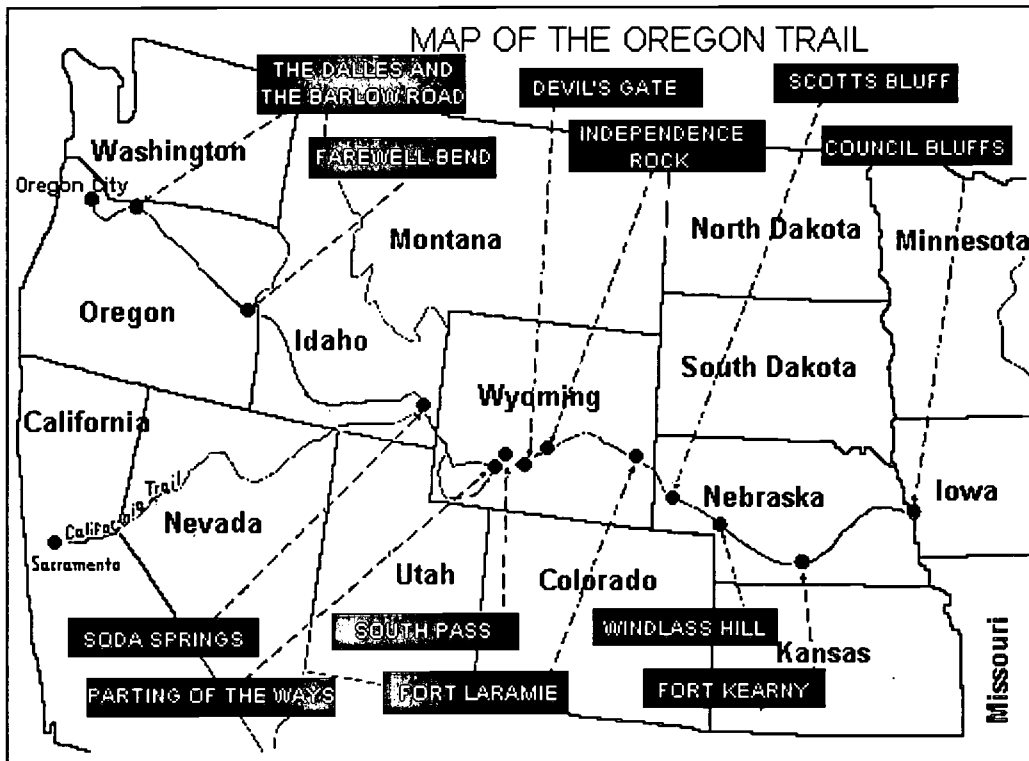 MAP OF THE OREGON TRAIL
THE DALLES AND
THE BARLOW ROAD
DEVIL'S GATE
SCOTTS BLUFF
FAREWELL BEND
INDEPENDENCE
ROCK
COUNCIL BLUFFS
Washington
Oregon City
Montana
North Dakota
Minnesota
Oregon
Idaho
South Dakota
Wyoming
California
Nebraska
Iowa
California Trail
Nevada
Sacramento
Utah
Colorado
SODA SPRINGS
SOUTH PASS
WINDLASS HILL
Kansas
PARTING OF THE WAYS
FORT LARAMIE
FORT KEARNY
Missouri